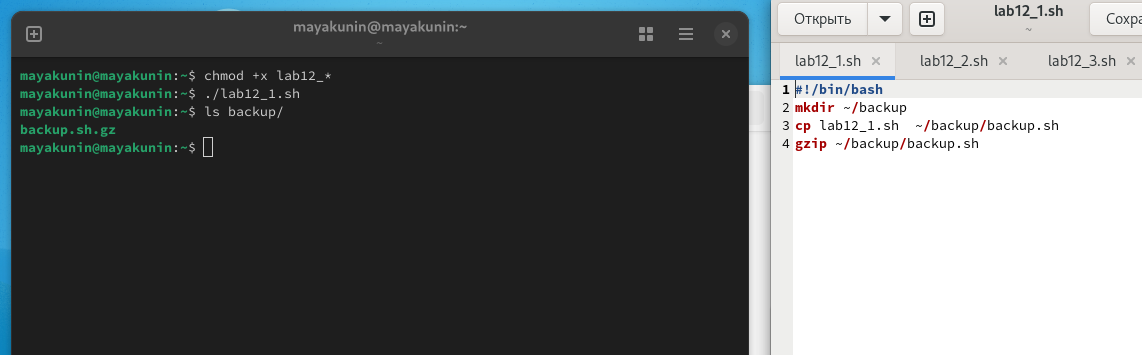 mayakunin@mayakunin:~
~
mayakunin@mayakunin:~$ chmod +x lab12_*
mayakunin@mayakunin:~$ ./lab12_1.sh
mayakunin@mayakunin:~$ ls backup/
backup.sh.gz
mayakunin@mayakunin:~$
Открыть
lab12_1.sh
~
Сохра
lab12_1.sh × lab12_2.sh × lab12_3.sh ×
1 #!/bin/bash
2 mkdir ~/backup
3 cp lab12_1.sh  ~/backup/backup.sh
4 gzip ~/backup/backup.sh